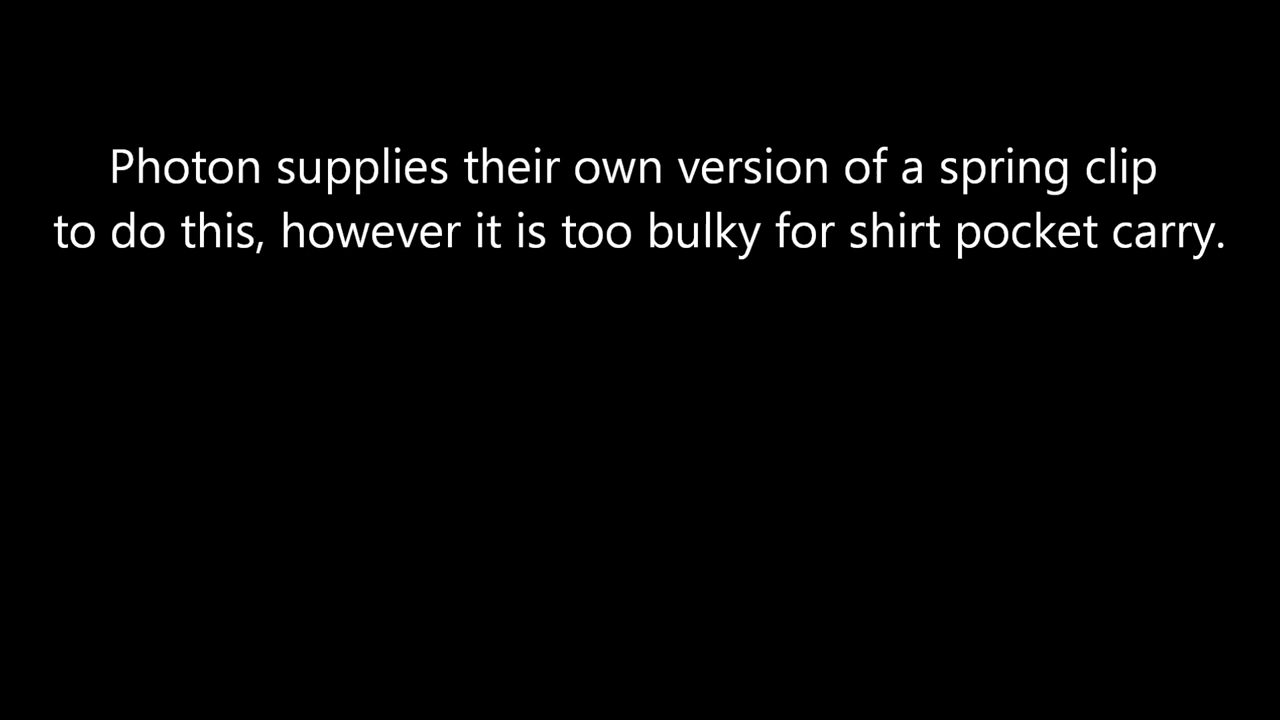 Photon supplies their own version of a spring clip
to do this, however it is too bulky for shirt pocket carry.